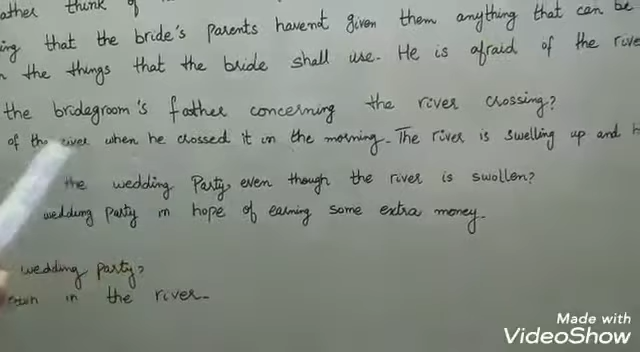 ather think of
ing that the bride's parents havenot given them anything that can be
the things that the bride shall use. He is afraid of the rive
the bridegroom's father concerning the river crossing?
of the river when he crossed it in the morning. The river is swelling up and h
the wedding Party, even though the river is swollen?
wedding party in hope of earning some extra money.
wedding party?
in the river.
Made with
VideoShow